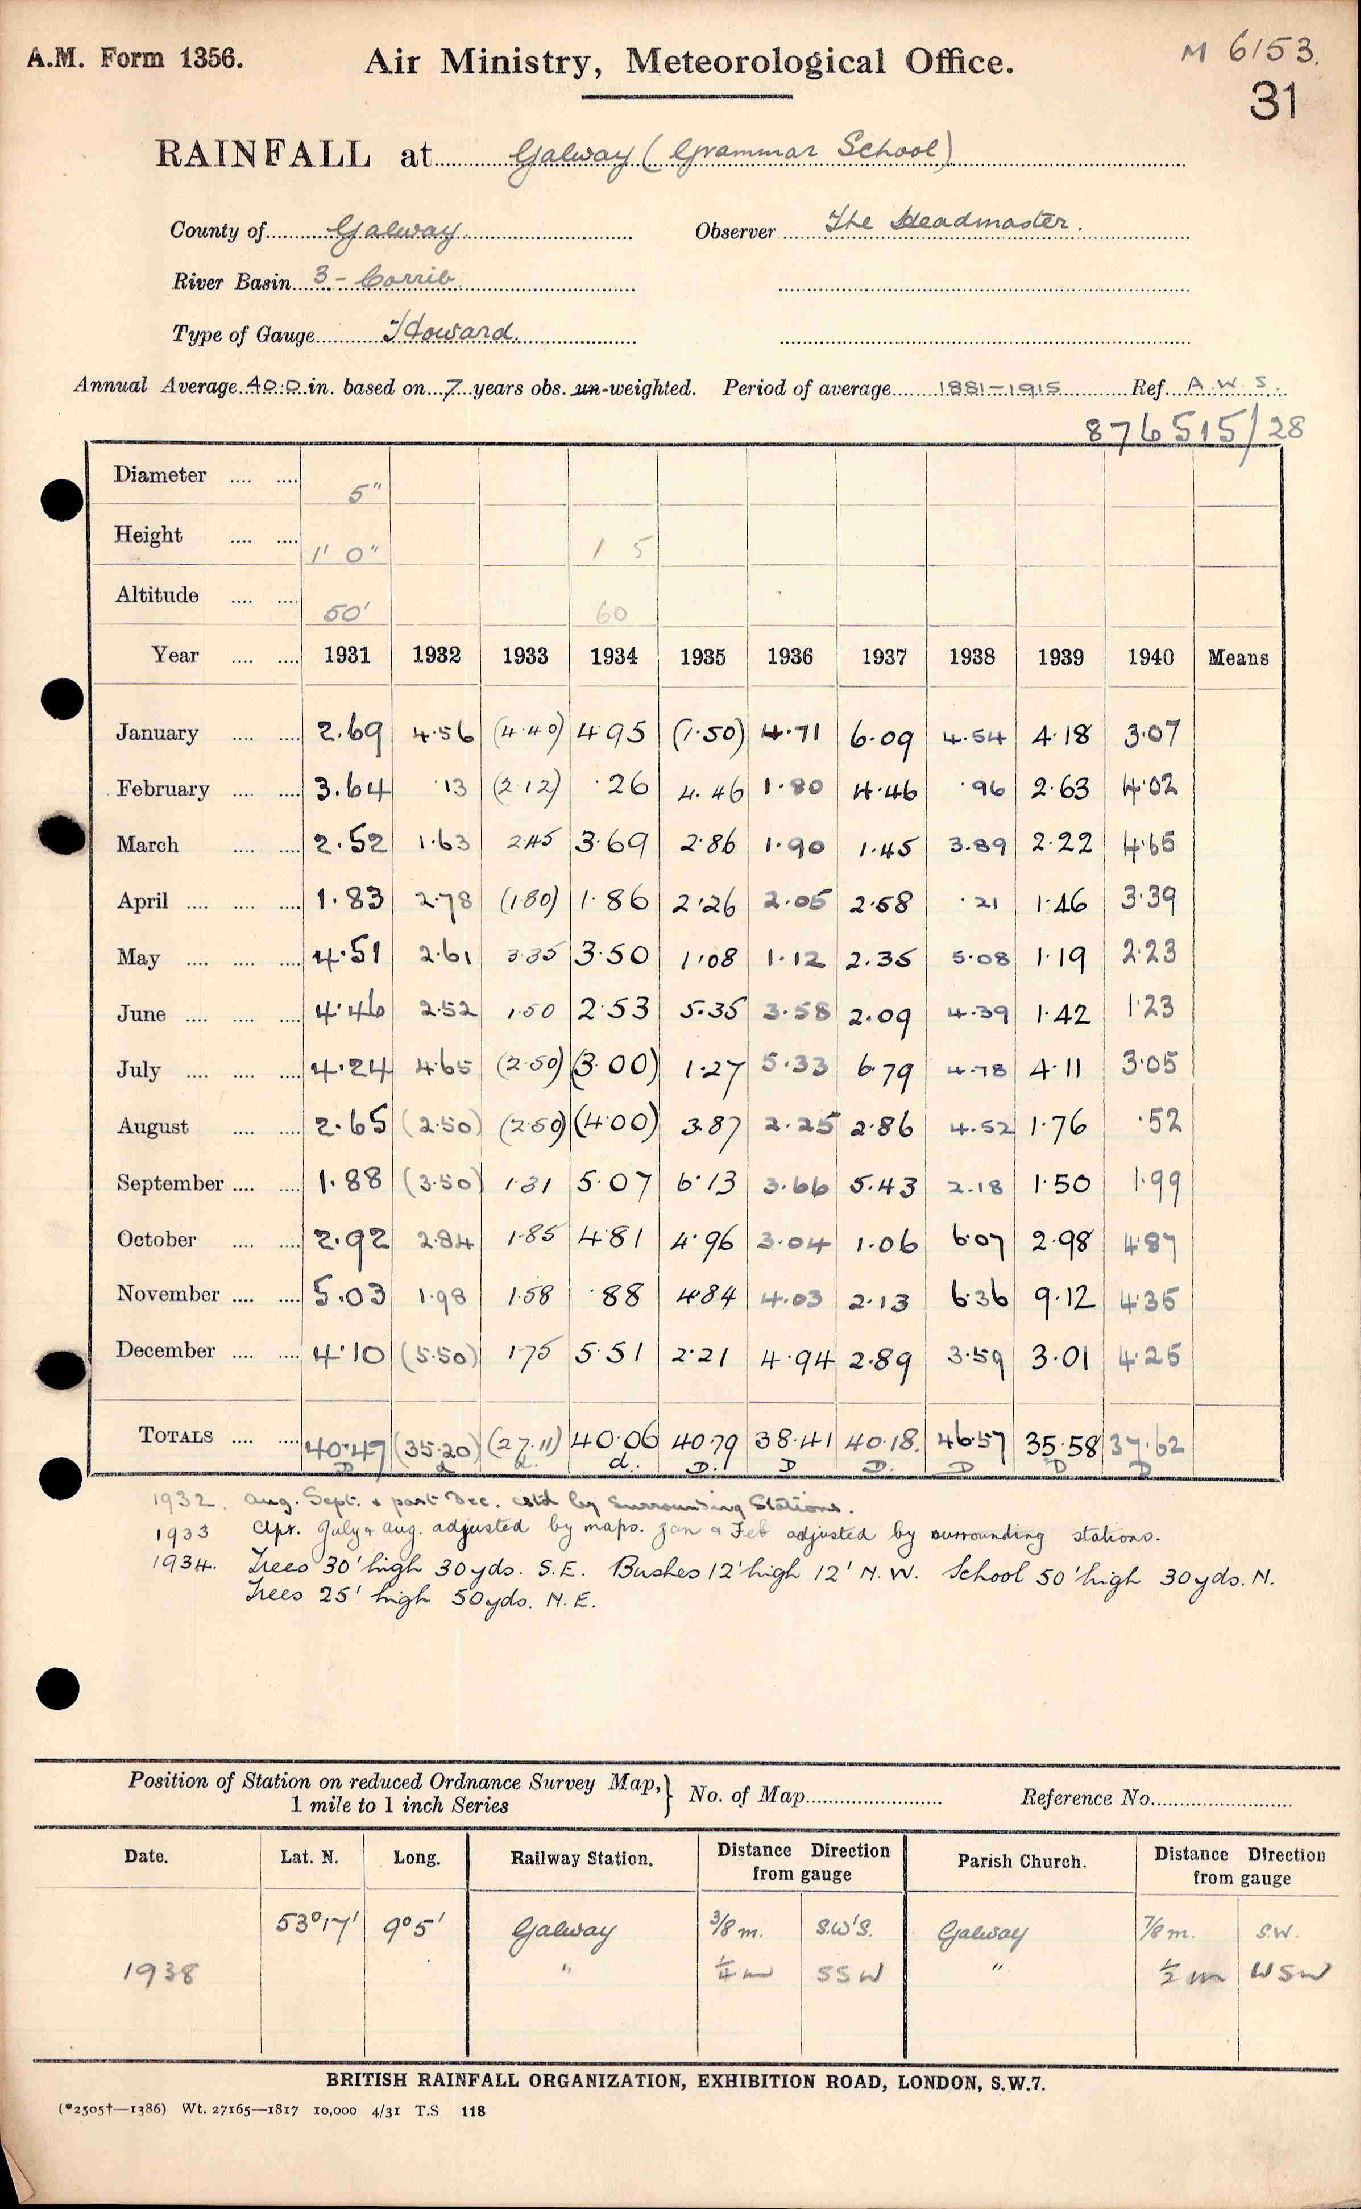 A.M. Form 1356.
Air Ministry, Meteorological Office.
M 6153.
31
RAINFALL at Galway (Grammar School)
County of Galway Observer The Headmaster.
River Basin 3 - Corrib
Type of Gauge Howard.
Annual Average 40.0 in. based on 7 years obs. un-weighted. Period of average 1881-1915 Ref A.W.S.
876515/28
Diameter 5"
Height 1' 0" 1 5
Altitude 50' 60
Year 1931 1932 1933 1934 1935 1936 1937 1938 1939 1940 Means
January 2.69 4.56 (4.40) 4.95 (1.50) 4.71 6.09 4.54 4.18 3.07
February 3.64 .13 (2.12) .26 4.46 1.80 4.46 .96 2.63 4.02
March 2.52 1.63 2.45 3.69 2.86 1.90 1.45 3.89 2.22 4.65
April 1.83 2.78 (1.80) 1.86 2.26 2.05 2.58 .21 1.46 3.39
May 4.51 2.61 3.35 3.50 1.08 1.12 2.35 5.08 1.19 2.23
June 4.46 2.52 1.50 2.53 5.35 3.58 2.09 4.39 1.42 1.23
July 4.24 4.65 (2.50) (3.00) 1.27 5.33 6.79 4.78 4.11 3.05
August 2.65 (2.50) (2.50) (4.00) 3.87 2.25 2.86 4.52 1.76 .52
September 1.88 (3.50) 1.31 5.07 6.13 3.66 5.43 2.18 1.50 1.99
October 2.92 2.84 1.85 4.81 4.96 3.04 1.06 6.07 2.98 4.87
November 5.03 1.98 1.58 .88 4.84 4.03 2.13 6.36 9.12 4.35
December 4.10 (5.50) 1.75 5.51 2.21 4.94 2.89 3.59 3.01 4.25
TOTALS 40.47 (35.20) (27.11) 40.06 40.79 38.41 40.18. 46.57 35.58 37.62
D d d. d. D. D D. D D D
1932. Aug. Sept. & part Dec. estd by surrounding stations.
1933 Apr. July & Aug. adjusted by maps. Jan & Feb adjusted by surrounding stations.
1934. Trees 30' high 30yds. S.E. Bushes 12' high 12' N.W. School 50' high 30yds. N.
Trees 25' high 50yds. N.E.
Position of Station on reduced Ordnance Survey Map, } No. of Map Reference No.
1 mile to 1 inch Series
Date. Lat. N. Long. Railway Station. Distance Direction from gauge Parish Church. Distance Direction from gauge
53°17' 9°5' Galway 3/8 m. S.W'S. Galway 7/8 m. S.W.
1938 " 1/4 m SSW " 1/2 m WSW
BRITISH RAINFALL ORGANIZATION, EXHIBITION ROAD, LONDON, S.W.7.
(*2505†—1386) Wt. 27165—1817 10,000 4/31 T.S 118